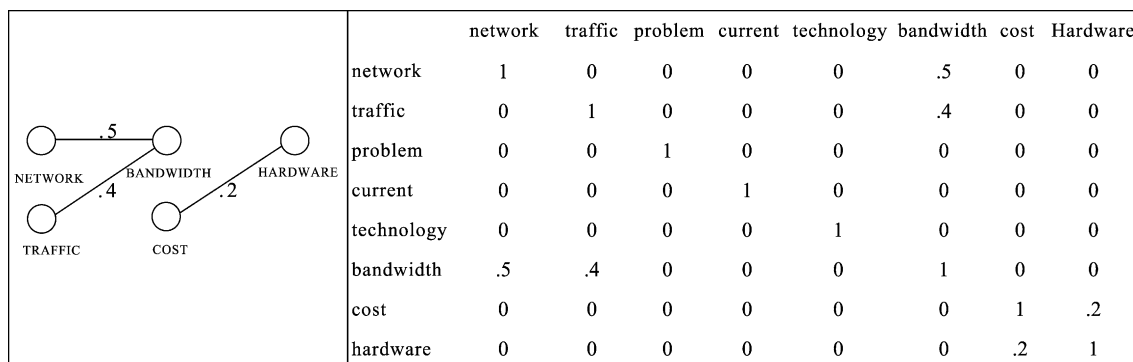 .5
NETWORK BANDWIDTH HARDWARE
.4 .2
TRAFFIC COST
network traffic problem current technology bandwidth cost Hardware
network 1 0 0 0 0 .5 0 0
traffic 0 1 0 0 0 .4 0 0
problem 0 0 1 0 0 0 0 0
current 0 0 0 1 0 0 0 0
technology 0 0 0 0 1 0 0 0
bandwidth .5 .4 0 0 0 1 0 0
cost 0 0 0 0 0 0 1 .2
hardware 0 0 0 0 0 0 .2 1